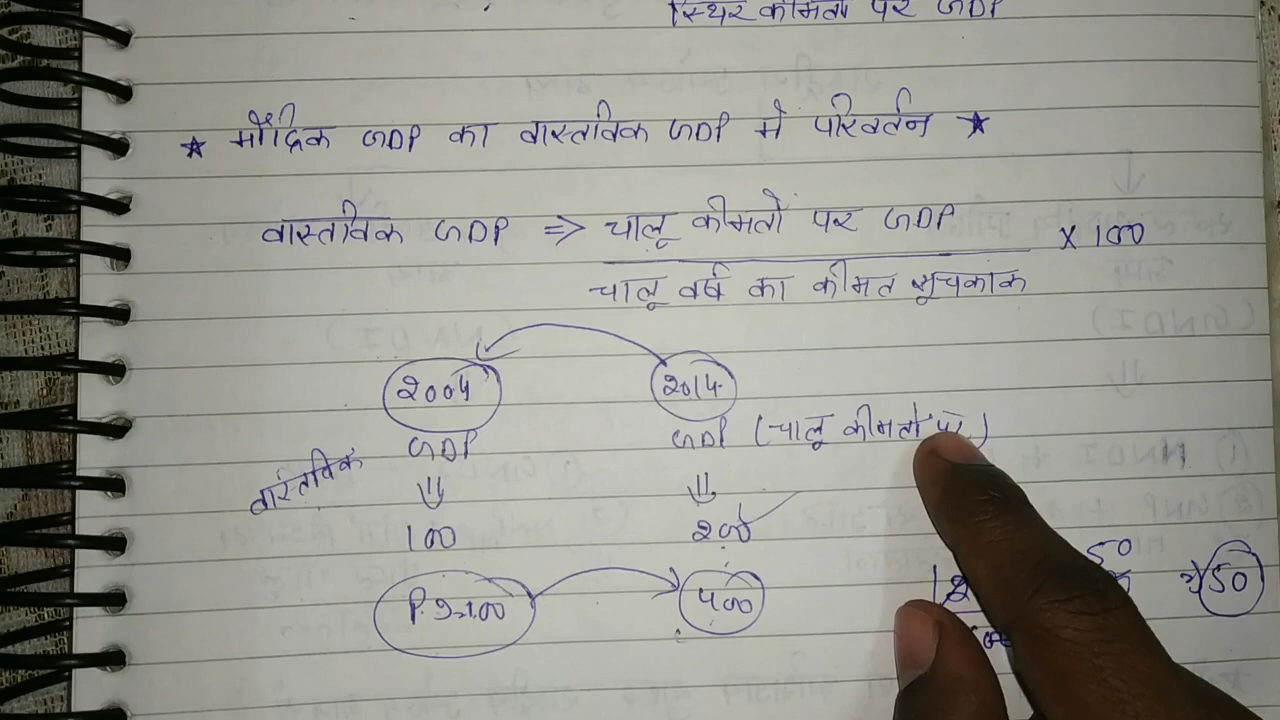 स्थिर कीमतों पर GDP
★ मौद्रिक GDP का वास्तविक GDP में परिवर्तन ★
वास्तविक GDP => चालू कीमतों पर GDP
x 100
चालू वर्ष का कीमत सूचकांक
2004 2014
वास्तविक GDP GDP (चालू कीमतों पर)
⇓ ⇓
100 200
50
50
P.I=100 400